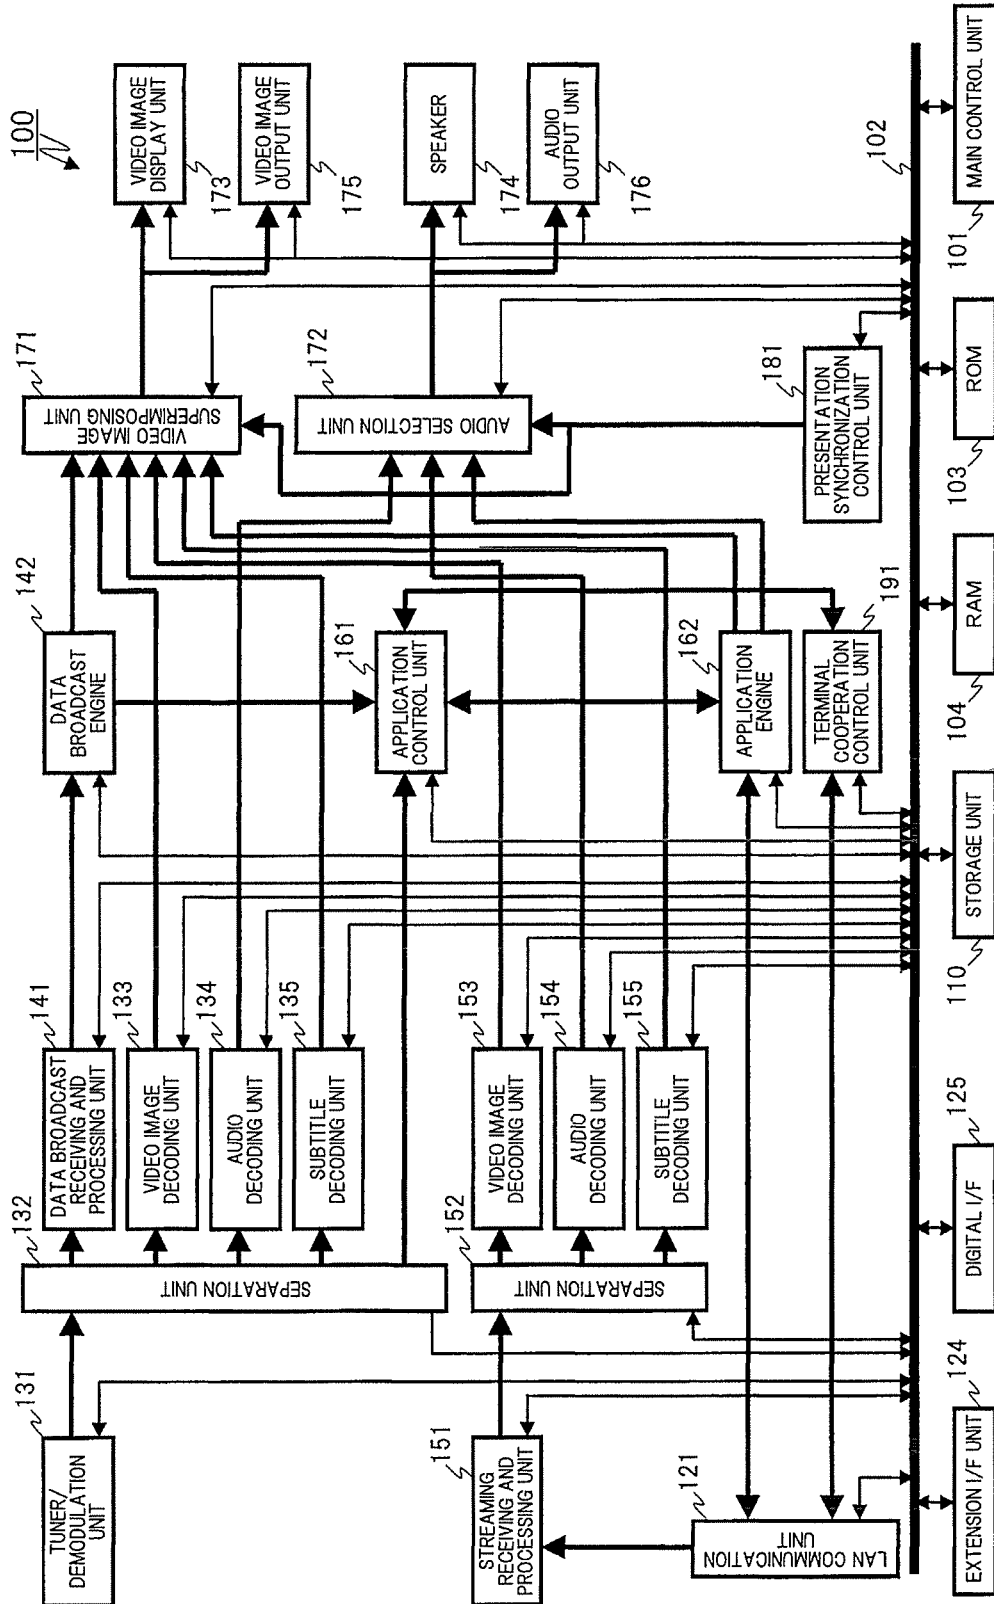 100
TUNER/
DEMODULATION
UNIT
131
SEPARATION UNIT
132
DATA BROADCAST
RECEIVING AND
PROCESSING UNIT
141
VIDEO IMAGE
DECODING UNIT
133
AUDIO
DECODING UNIT
134
SUBTITLE
DECODING UNIT
135
DATA
BROADCAST
ENGINE
142
VIDEO IMAGE
SUPERIMPOSING UNIT
171
VIDEO IMAGE
DISPLAY UNIT
173
VIDEO IMAGE
OUTPUT UNIT
175
STREAMING
RECEIVING AND
PROCESSING UNIT
151
SEPARATION UNIT
152
VIDEO IMAGE
DECODING UNIT
153
AUDIO
DECODING UNIT
154
SUBTITLE
DECODING UNIT
155
APPLICATION
CONTROL UNIT
161
AUDIO SELECTION UNIT
172
SPEAKER
174
AUDIO
OUTPUT UNIT
176
LAN COMMUNICATION
UNIT
121
APPLICATION
ENGINE
162
TERMINAL
COOPERATION
CONTROL UNIT
191
PRESENTATION
SYNCHRONIZATION
CONTROL UNIT
181
102
EXTENSION I/F UNIT
124
DIGITAL I/F
125
STORAGE UNIT
110
RAM
104
ROM
103
MAIN CONTROL UNIT
101